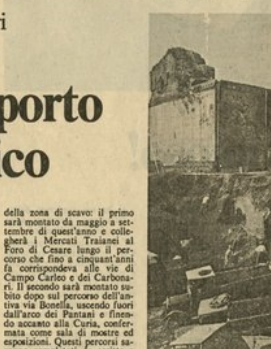 i
porto
co
della zona di scavo: il primo
sarà montato da maggio a set-
tembre di quest'anno e colle-
gherà i Mercati Traianei al
Foro di Cesare lungo il per-
corso che fino a cinquant'anni
fa corrispondeva alle vie di
Campo Carleo e dei Carbona-
ri. Il secondo sarà montato su-
bito dopo sul percorso dell'an-
tiva via Bonella, uscendo fuori
dall'arco dei Pantani e finen-
do accanto alla Curia, confer-
mata come sala di mostre ed
esposizioni. Questi percorsi sa-